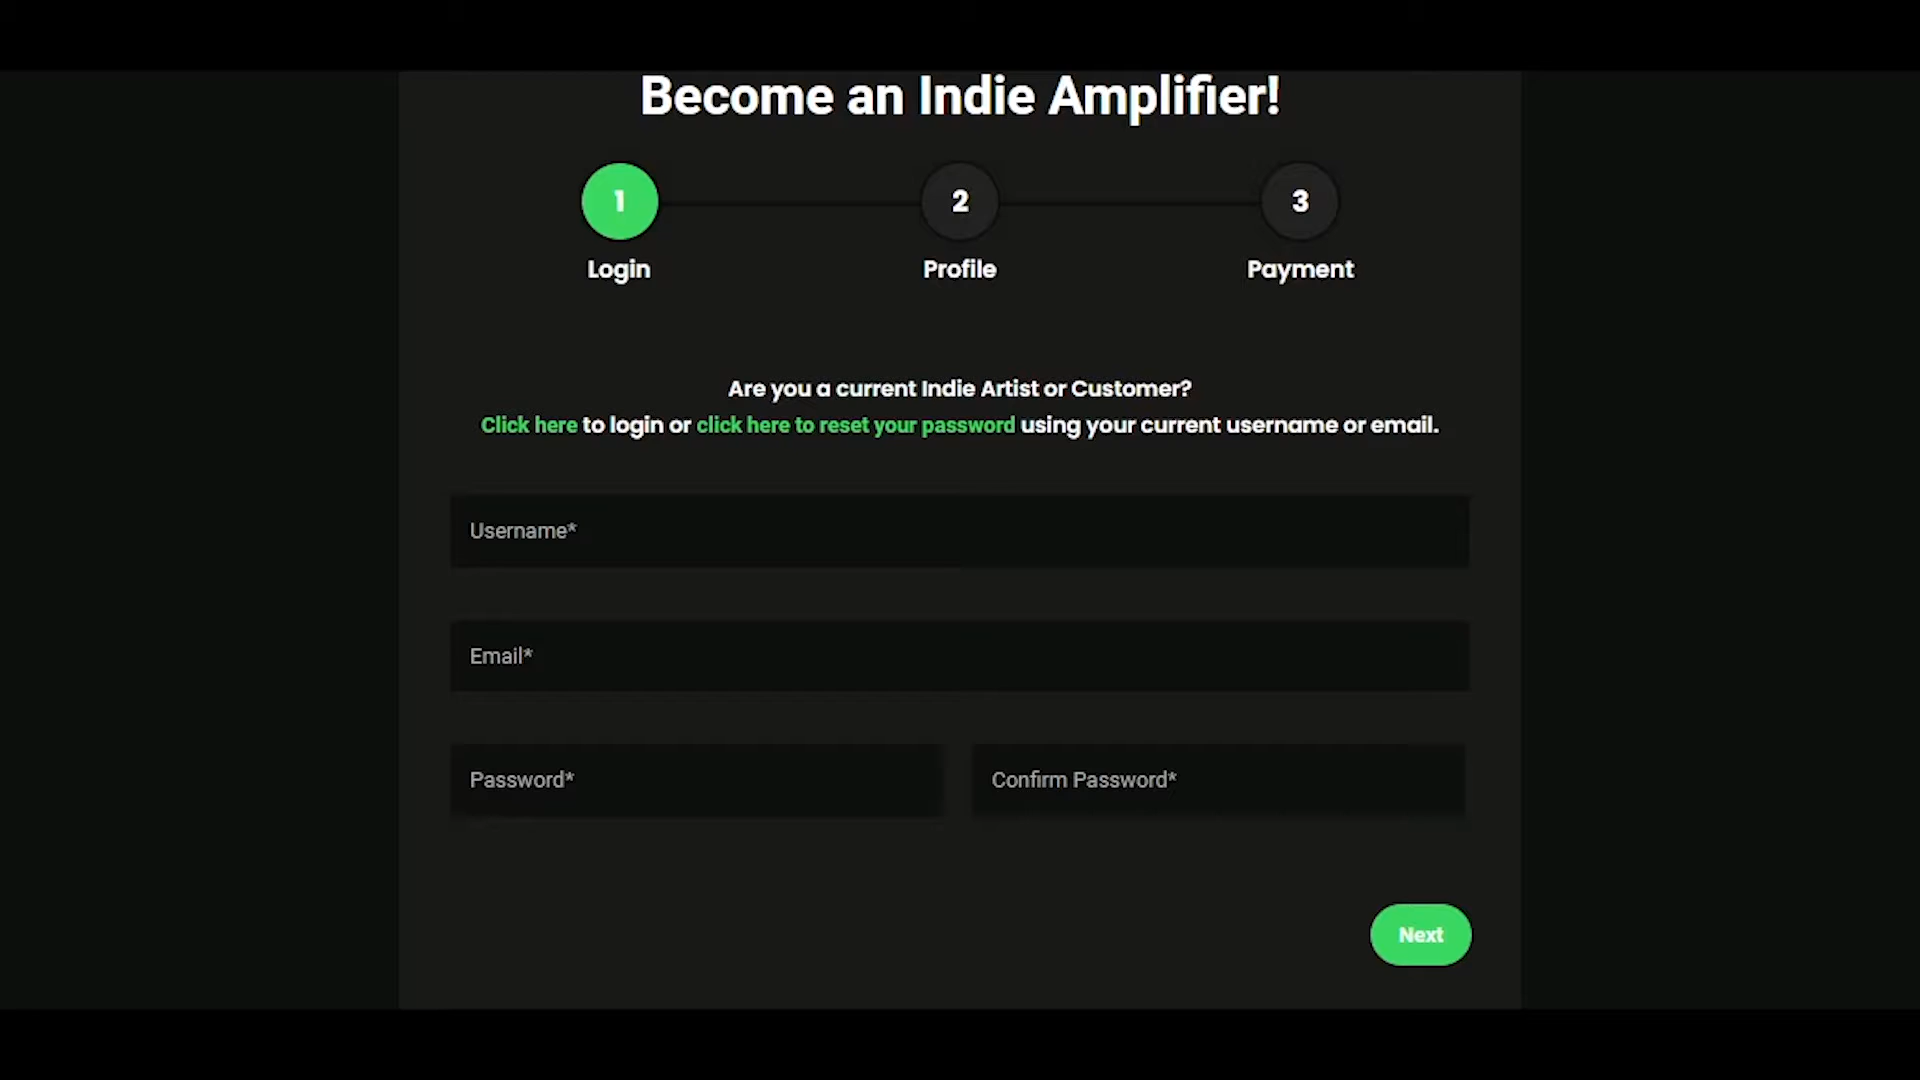 Become an Indie Amplifier!
1 2 3
Login Profile Payment
Are you a current Indie Artist or Customer?
Click here to login or click here to reset your password using your current username or email.
Username*
Email*
Password* Confirm Password*
Next